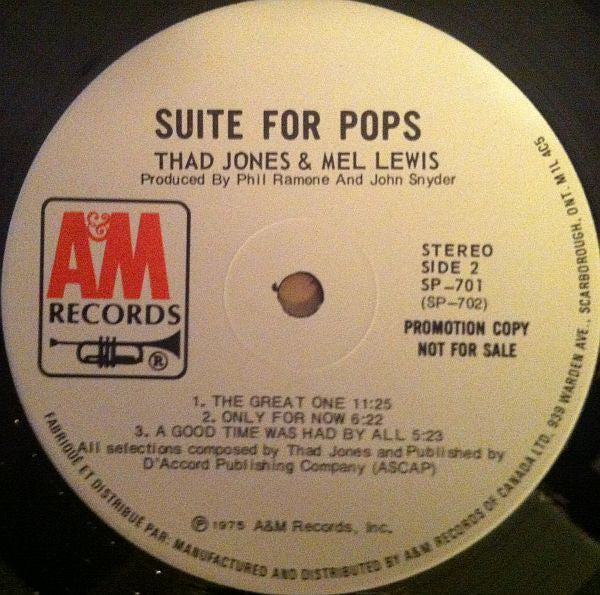 SUITE FOR POPS
THAD JONES & MEL LEWIS
Produced By Phil Ramone And John Snyder
A&M
RECORDS
®
STEREO
SIDE 2
SP-701
(SP-702)
PROMOTION COPY
NOT FOR SALE
1. THE GREAT ONE 11:25
2. ONLY FOR NOW 6:22
3. A GOOD TIME WAS HAD BY ALL 5:23
All selections composed by Thad Jones and Published by
D'Accord Publishing Company (ASCAP)
℗ 1975 A&M Records, Inc.
FABRIQUÉ ET DISTRIBUÉ PAR: MANUFACTURED AND DISTRIBUTED BY A&M RECORDS OF CANADA LTD. 939 WARDEN AVE., SCARBOROUGH, ONT. M1L 4C5